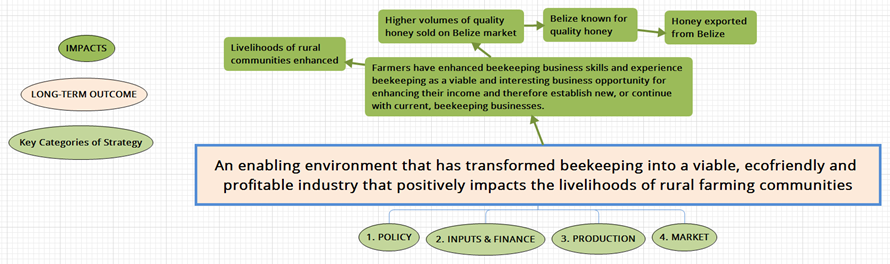 Higher volumes of quality
honey sold on Belize market
Belize known for
quality honey
Honey exported
from Belize
IMPACTS
Livelihoods of rural
communities enhanced
Farmers have enhanced beekeeping business skills and experience
beekeeping as a viable and interesting business opportunity for
enhancing their income and therefore establish new, or continue
with current, beekeeping businesses.
LONG-TERM OUTCOME
Key Categories of Strategy
An enabling environment that has transformed beekeeping into a viable, ecofriendly and
profitable industry that positively impacts the livelihoods of rural farming communities
1. POLICY
2. INPUTS & FINANCE
3. PRODUCTION
4. MARKET